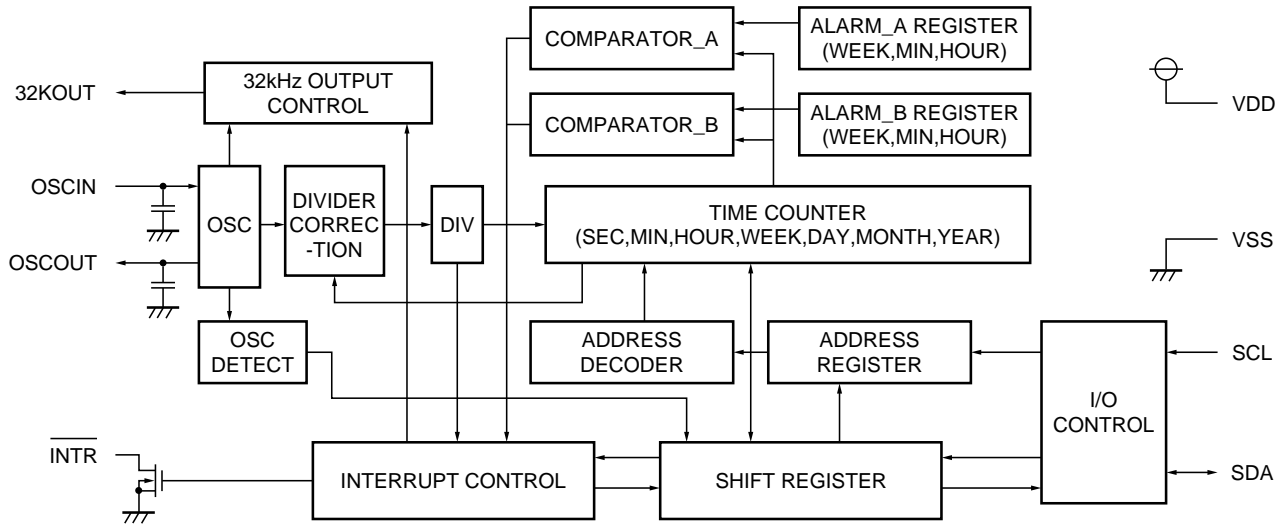 COMPARATOR_A
ALARM_A REGISTER
(WEEK,MIN,HOUR)
32KOUT
32kHz OUTPUT
CONTROL
VDD
COMPARATOR_B
ALARM_B REGISTER
(WEEK,MIN,HOUR)
OSCIN
OSC
DIVIDER
CORREC
-TION
DIV
TIME COUNTER
(SEC,MIN,HOUR,WEEK,DAY,MONTH,YEAR)
VSS
OSCOUT
OSC
DETECT
ADDRESS
DECODER
ADDRESS
REGISTER
I/O
CONTROL
SCL
INTR
INTERRUPT CONTROL
SHIFT REGISTER
SDA